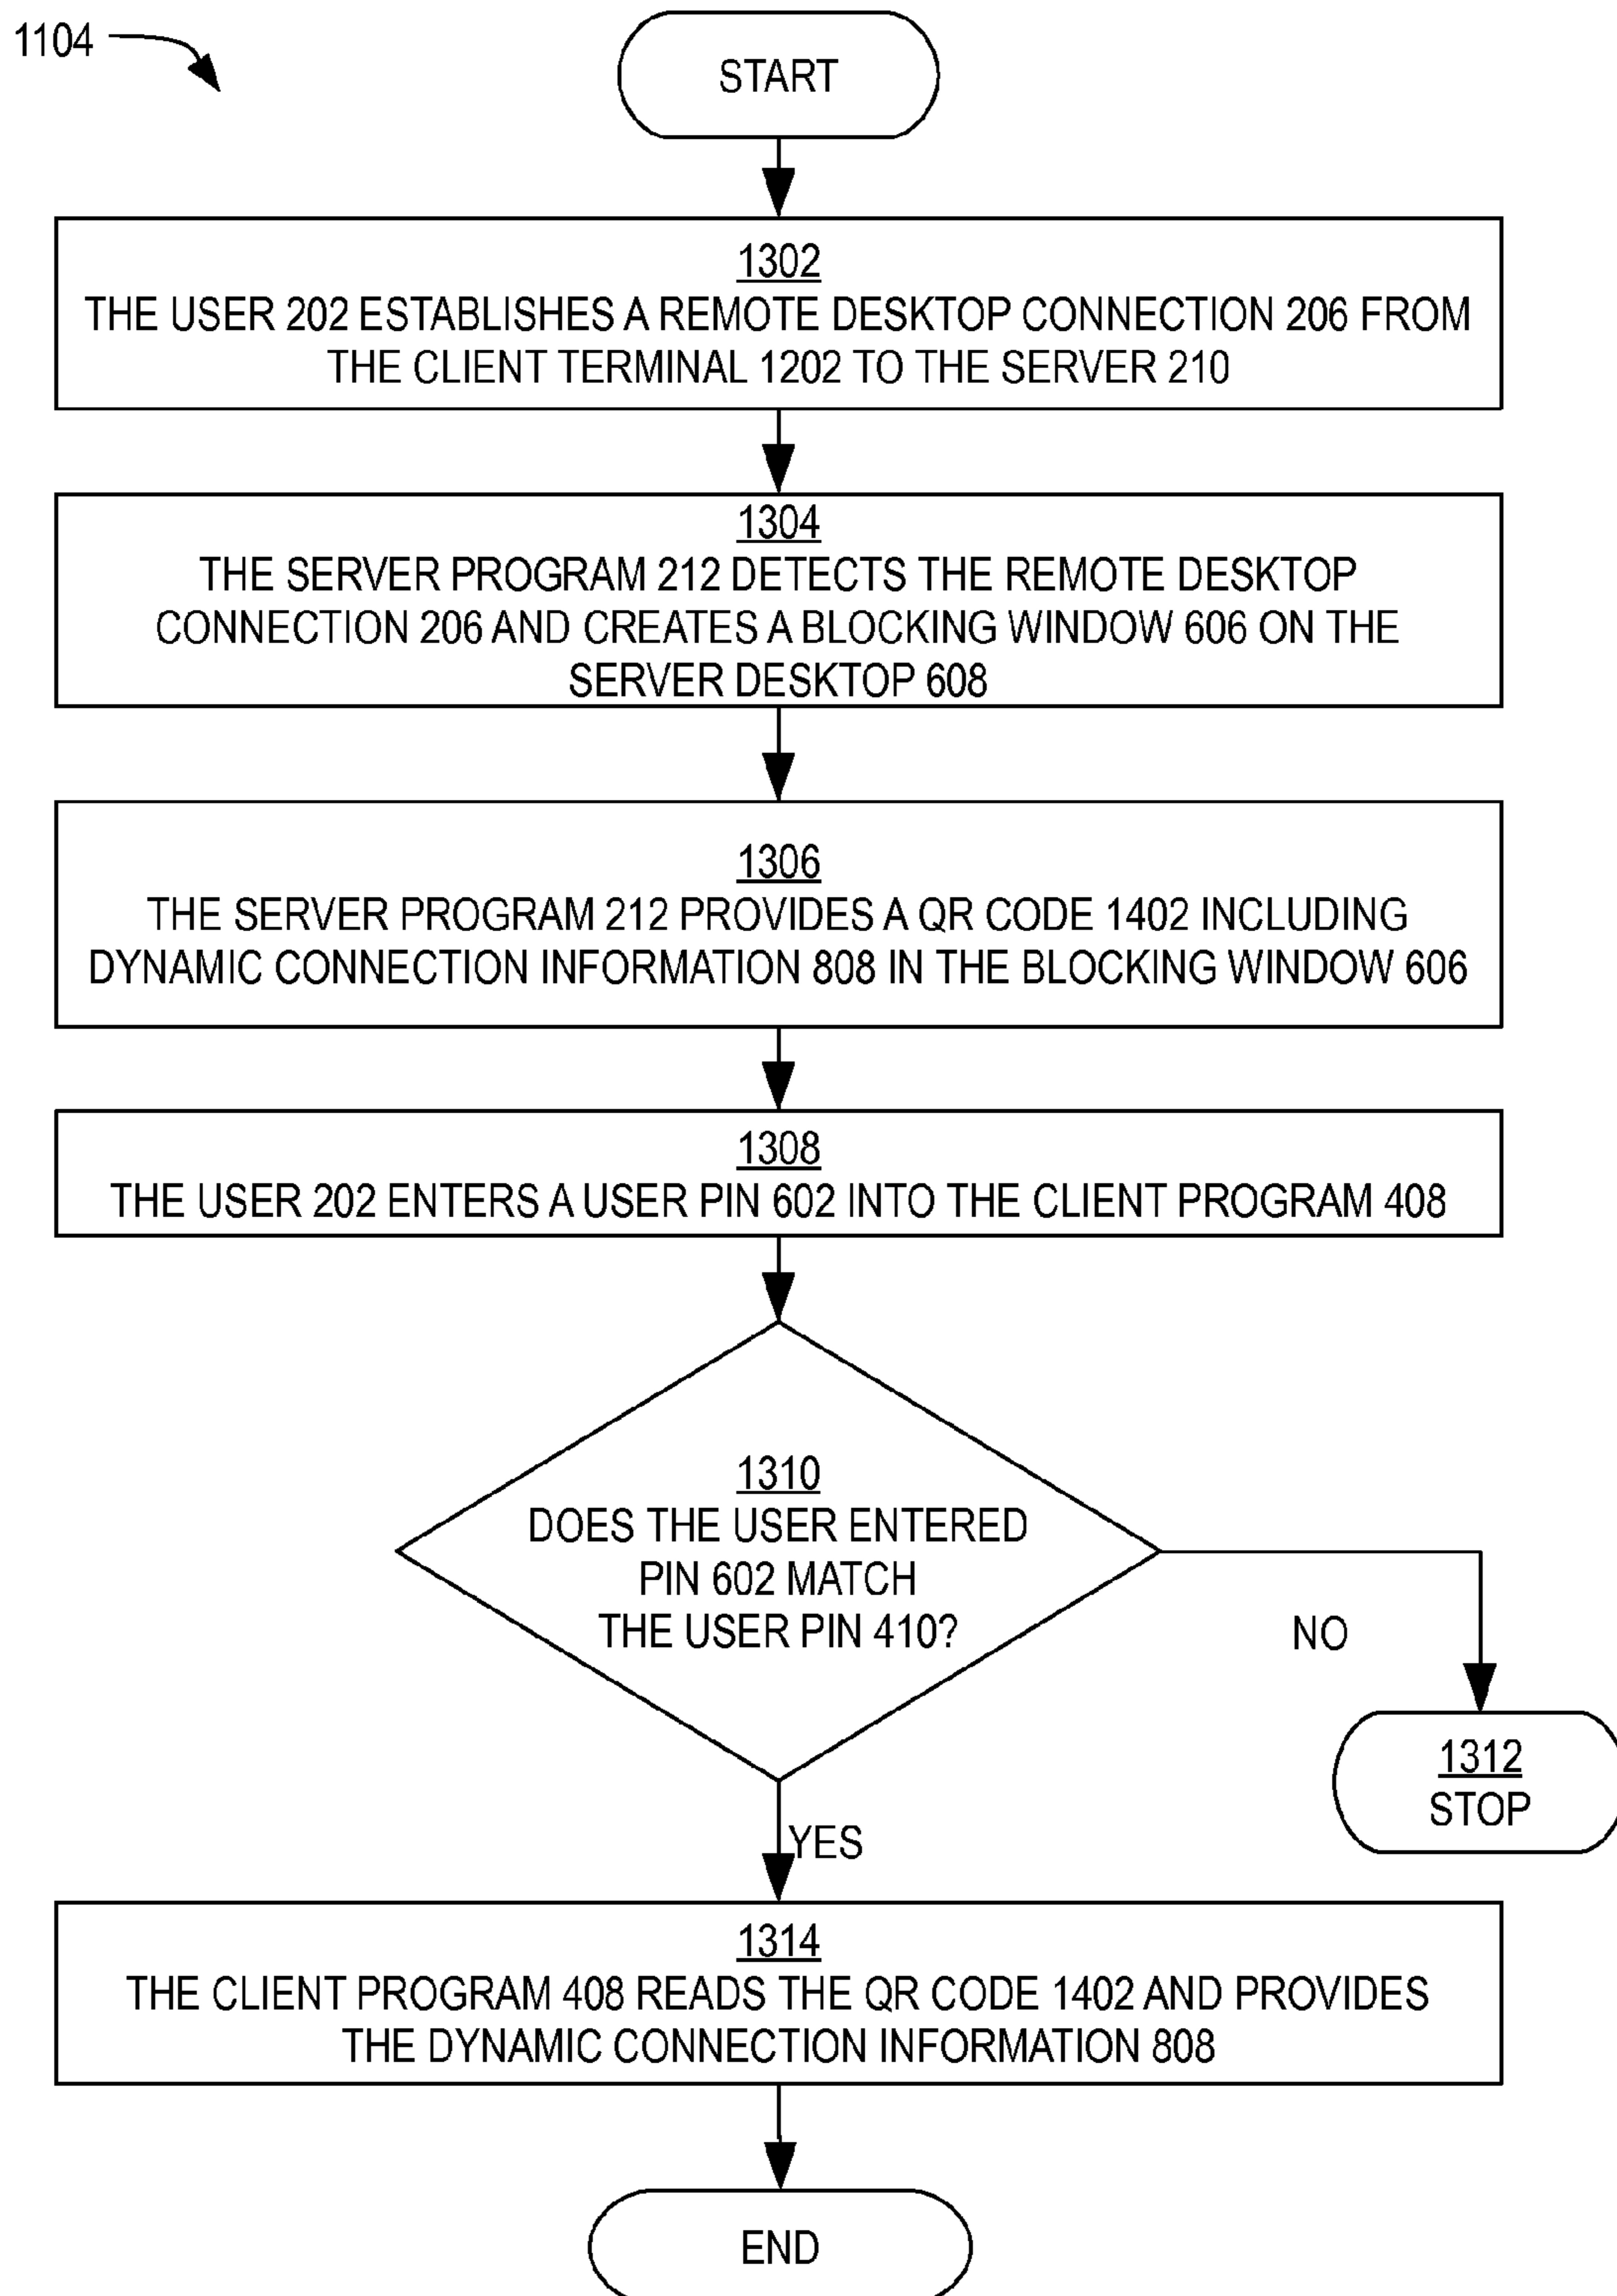 1104
START
1302
THE USER 202 ESTABLISHES A REMOTE DESKTOP CONNECTION 206 FROM
THE CLIENT TERMINAL 1202 TO THE SERVER 210
1304
THE SERVER PROGRAM 212 DETECTS THE REMOTE DESKTOP
CONNECTION 206 AND CREATES A BLOCKING WINDOW 606 ON THE
SERVER DESKTOP 608
1306
THE SERVER PROGRAM 212 PROVIDES A QR CODE 1402 INCLUDING
DYNAMIC CONNECTION INFORMATION 808 IN THE BLOCKING WINDOW 606
1308
THE USER 202 ENTERS A USER PIN 602 INTO THE CLIENT PROGRAM 408
1310
DOES THE USER ENTERED
PIN 602 MATCH
THE USER PIN 410?
NO
1312
STOP
YES
1314
THE CLIENT PROGRAM 408 READS THE QR CODE 1402 AND PROVIDES
THE DYNAMIC CONNECTION INFORMATION 808
END